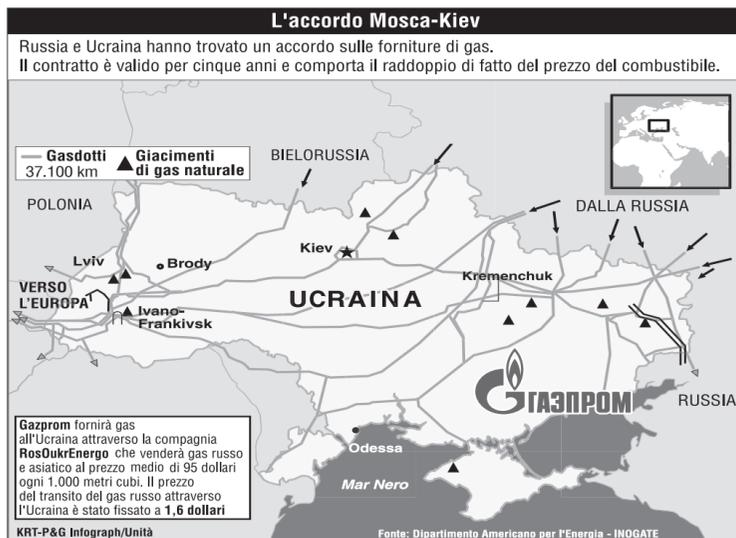 L'accordo Mosca-Kiev
Russia e Ucraina hanno trovato un accordo sulle forniture di gas.
Il contratto è valido per cinque anni e comporta il raddoppio di fatto del prezzo del combustibile.
Gasdotti
37.100 km
Giacimenti
di gas naturale
BIELORUSSIA
POLONIA
DALLA RUSSIA
Kiev
Lviv
Brody
Kremenchuk
VERSO
L'EUROPA
UCRAINA
Ivano-
Frankivsk
ГАЗПРОМ
RUSSIA
Gazprom fornirà gas
all'Ucraina attraverso la compagnia
RosOukrEnergo che venderà gas russo
e asiatico al prezzo medio di 95 dollari
ogni 1.000 metri cubi. Il prezzo
del transito del gas russo attraverso
l'Ucraina è stato fissato a 1,6 dollari
Odessa
Mar Nero
KRT-P&G Infograph/Unità
Fonte: Dipartimento Americano per l'Energia - INOGATE